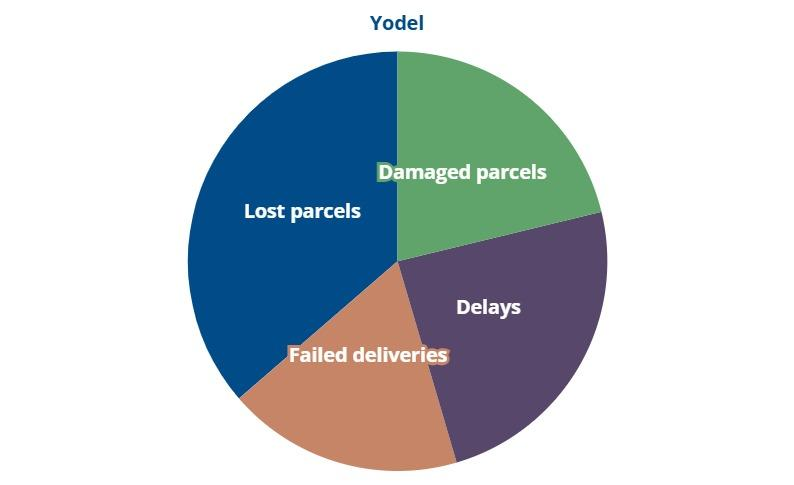 Yodel
Damaged parcels
Lost parcels
Delays
Failed deliveries